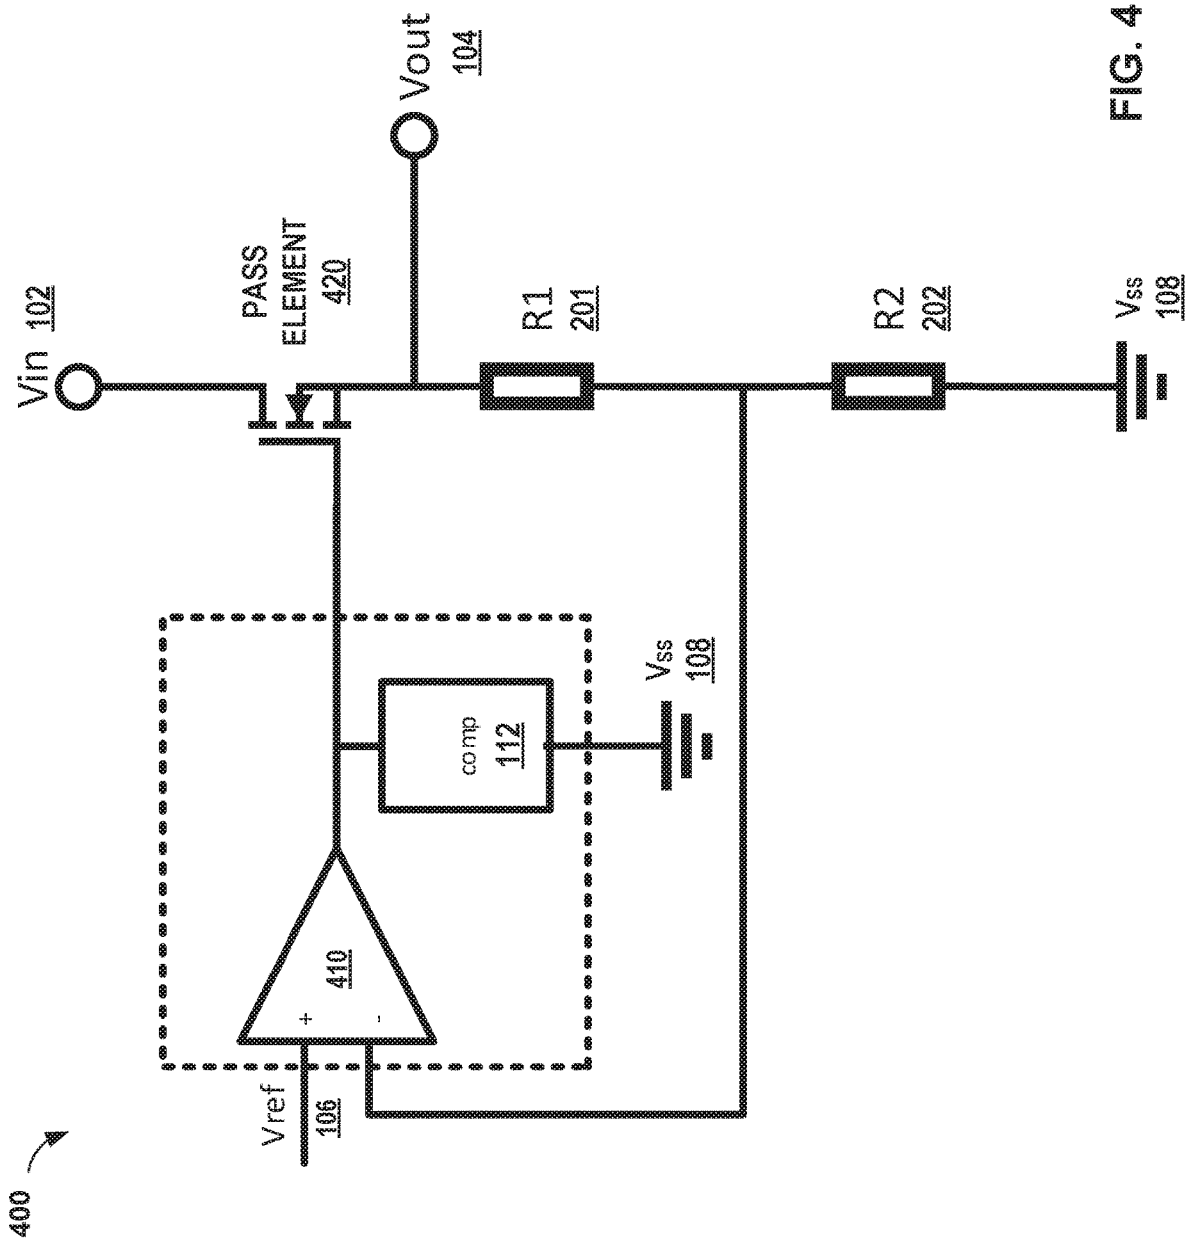 400
Vin 102
PASS
ELEMENT
420
Vout
104
Vref
106
+
-
410
comp
112
Vss
108
R1
201
R2
202
Vss
108
FIG. 4